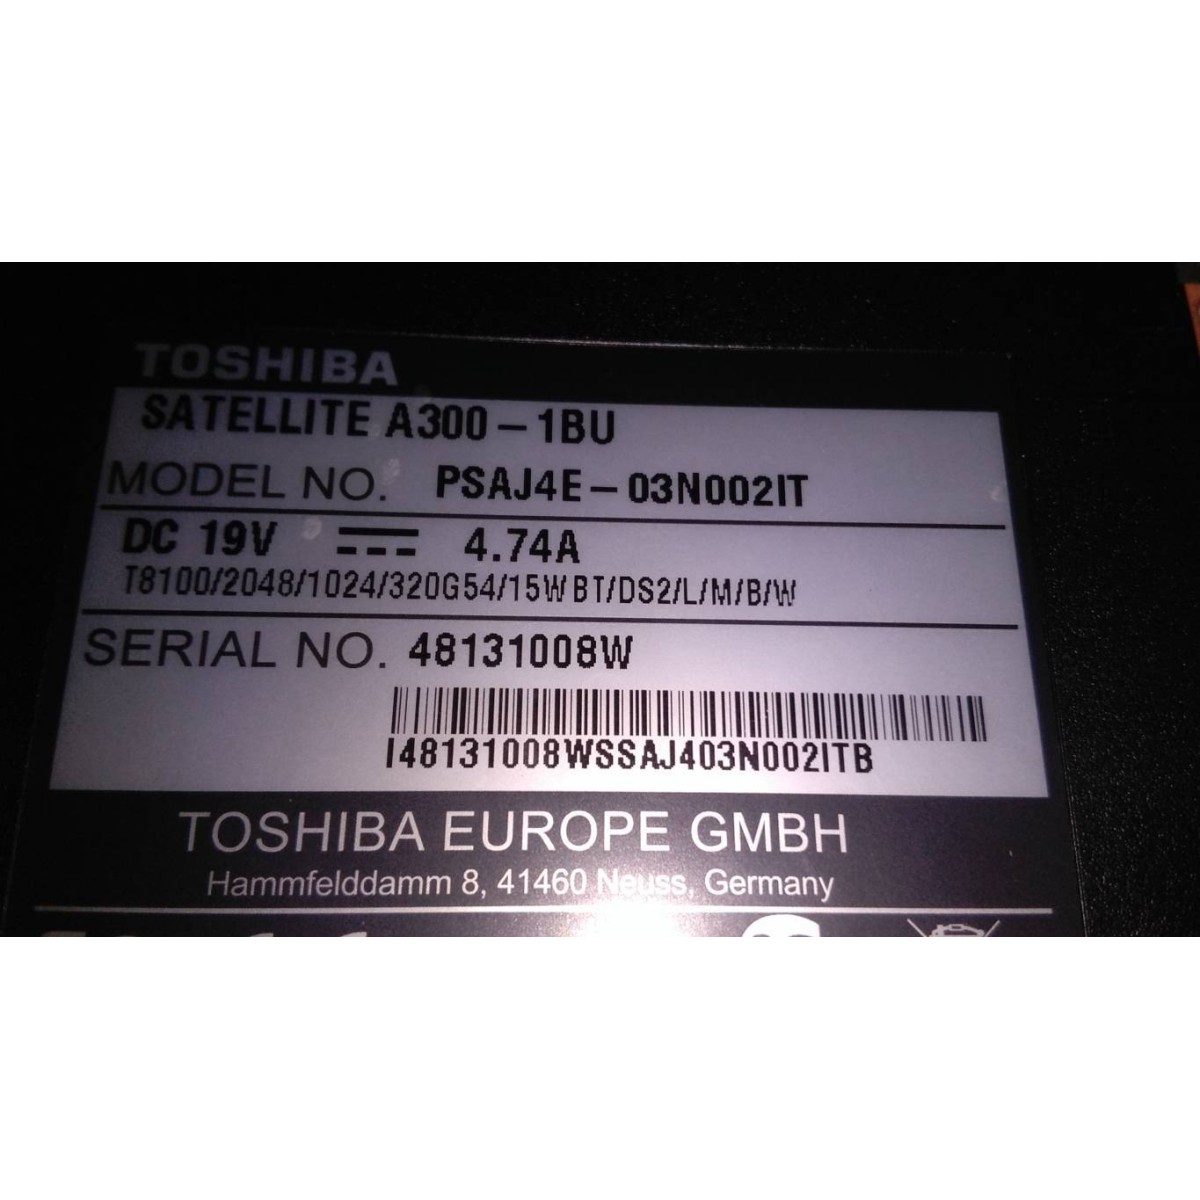 TOSHIBA
SATELLITE A300-1BU
MODEL NO. PSAJ4E-03N002IT
DC 19V 4.74A
T8100/2048/1024/320G54/15W BT/DS2/L/M/B/W
SERIAL NO. 48131008W
I48131008WSSAJ403N002ITB
TOSHIBA EUROPE GMBH
Hammfelddamm 8, 41460 Neuss, Germany